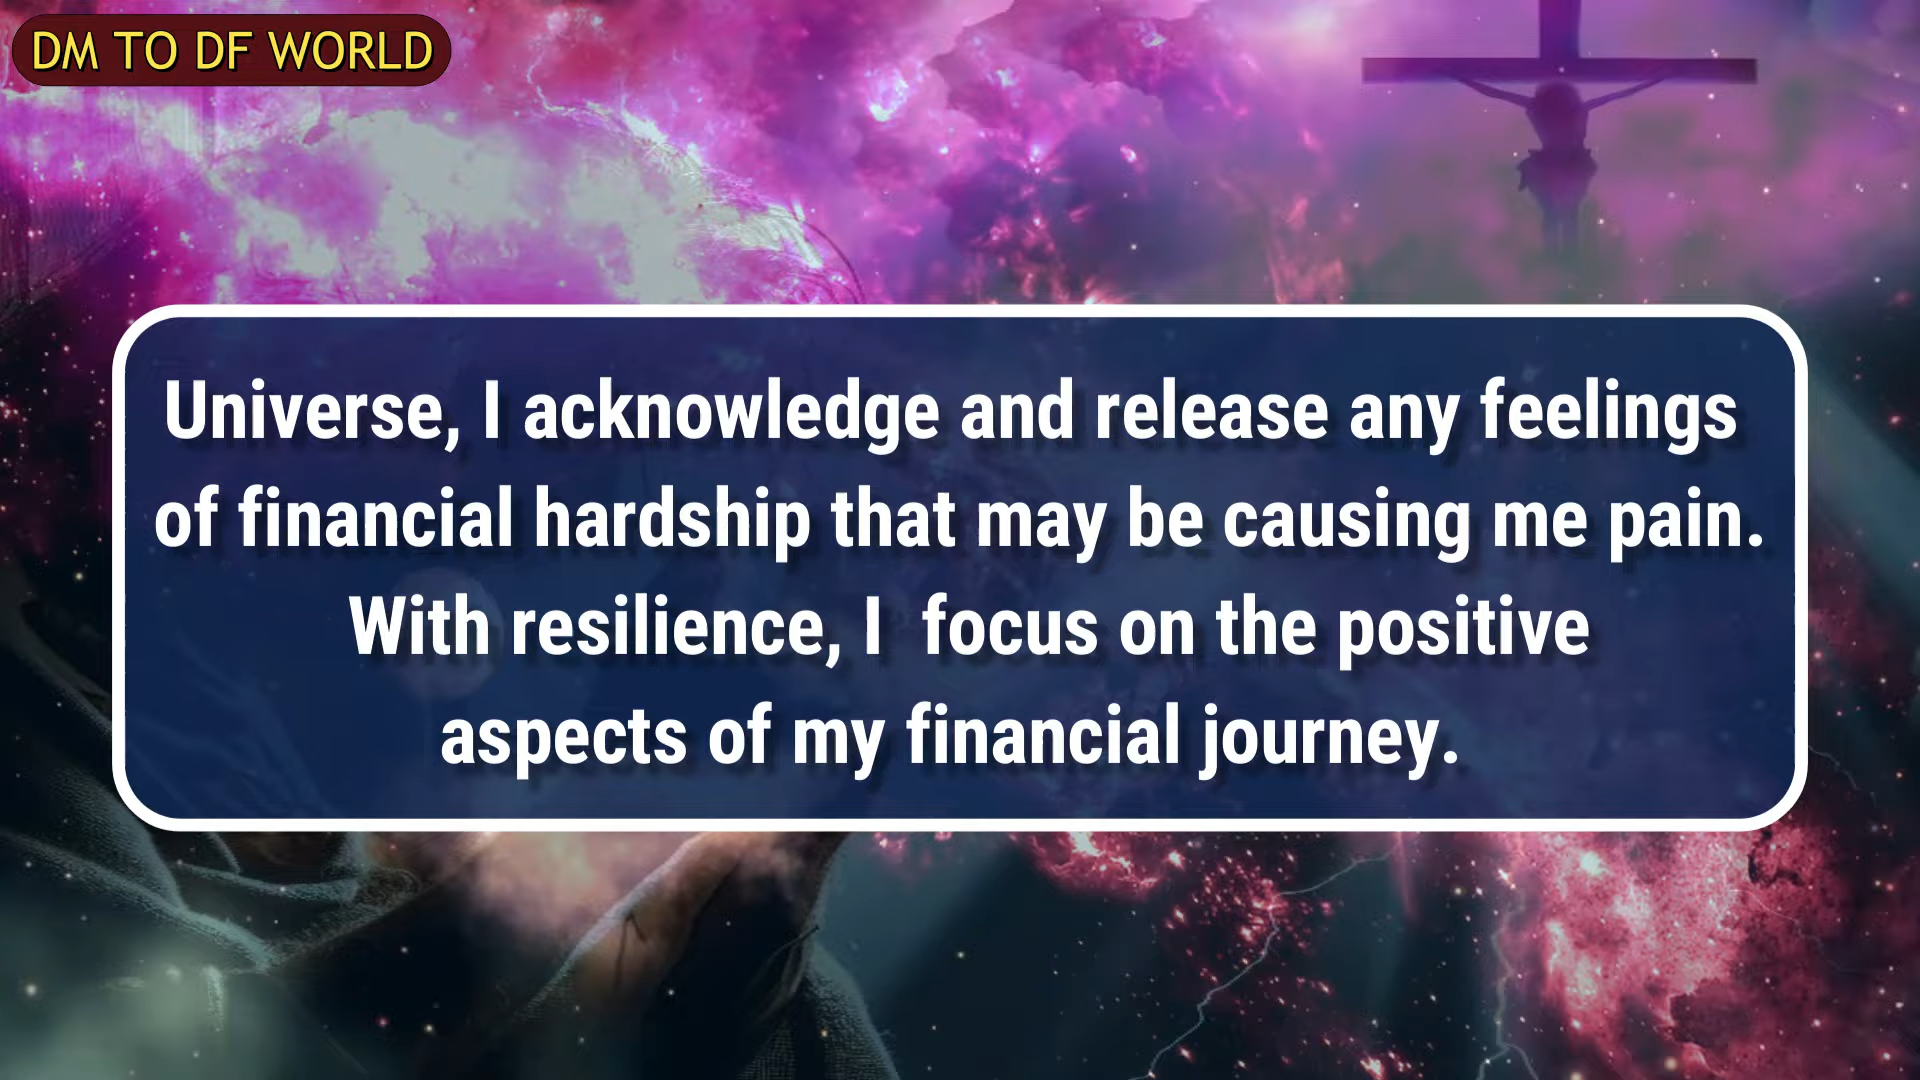 DM TO DF WORLD
Universe, I acknowledge and release any feelings
of financial hardship that may be causing me pain.
With resilience, I  focus on the positive
aspects of my financial journey.